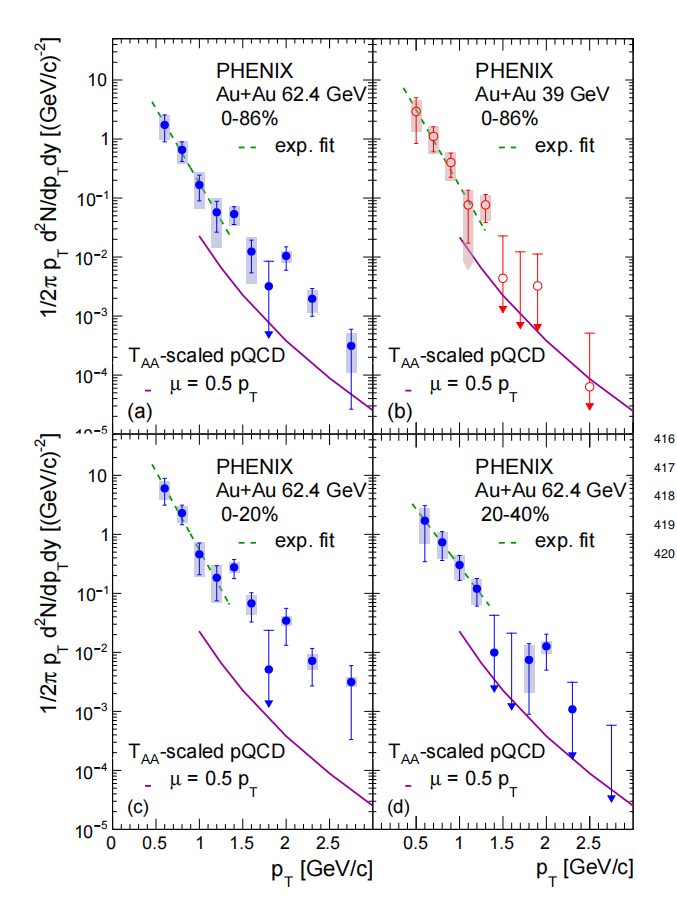 1/2π p_T d²N/dp_T dy [(GeV/c)⁻²]
10
1
10⁻¹
10⁻²
10⁻³
10⁻⁴
10⁻⁵
PHENIX
Au+Au 62.4 GeV
0-86%
exp. fit
T_AA-scaled pQCD
μ = 0.5 p_T
(a)
PHENIX
Au+Au 39 GeV
0-86%
exp. fit
T_AA-scaled pQCD
μ = 0.5 p_T
(b)
416
417
418
419
420
1/2π p_T d²N/dp_T dy [(GeV/c)⁻²]
10
1
10⁻¹
10⁻²
10⁻³
10⁻⁴
10⁻⁵
PHENIX
Au+Au 62.4 GeV
0-20%
exp. fit
T_AA-scaled pQCD
μ = 0.5 p_T
(c)
PHENIX
Au+Au 62.4 GeV
20-40%
exp. fit
T_AA-scaled pQCD
μ = 0.5 p_T
(d)
0 0.5 1 1.5 2 2.5
0.5 1.0 1.5 2 2.5
p_T [GeV/c]
p_T [GeV/c]